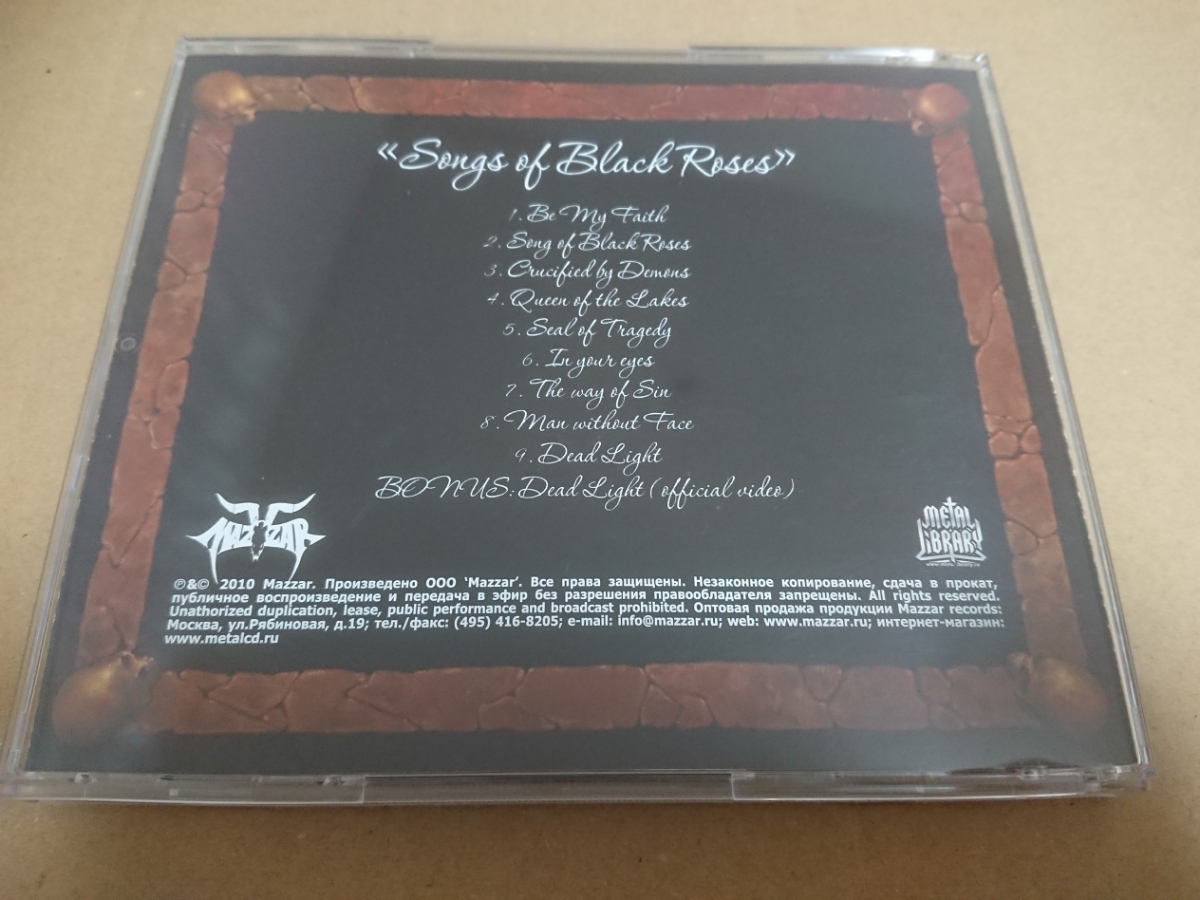 «Songs of Black Roses»
1. Be My Faith
2. Song of Black Roses
3. Crucified by Demons
4. Queen of the Lakes
5. Seal of Tragedy
6. In your eyes
7. The way of Sin
8. Man without Face
9. Dead Light
BONUS: Dead Light (official video)
MAZZAR
METAL
LIBRARY
℗&© 2010 Mazzar. Произведено ООО 'Mazzar'. Все права защищены. Незаконное копирование, сдача в прокат,
публичное воспроизведение и передача в эфир без разрешения правообладателя запрещены. All rights reserved.
Unathorized duplication, lease, public performance and broadcast prohibited. Оптовая продажа продукции Mazzar records:
Москва, ул.Рябиновая, д.19; тел./факс: (495) 416-8205; e-mail: info@mazzar.ru; web: www.mazzar.ru; интернет-магазин:
www.metalcd.ru